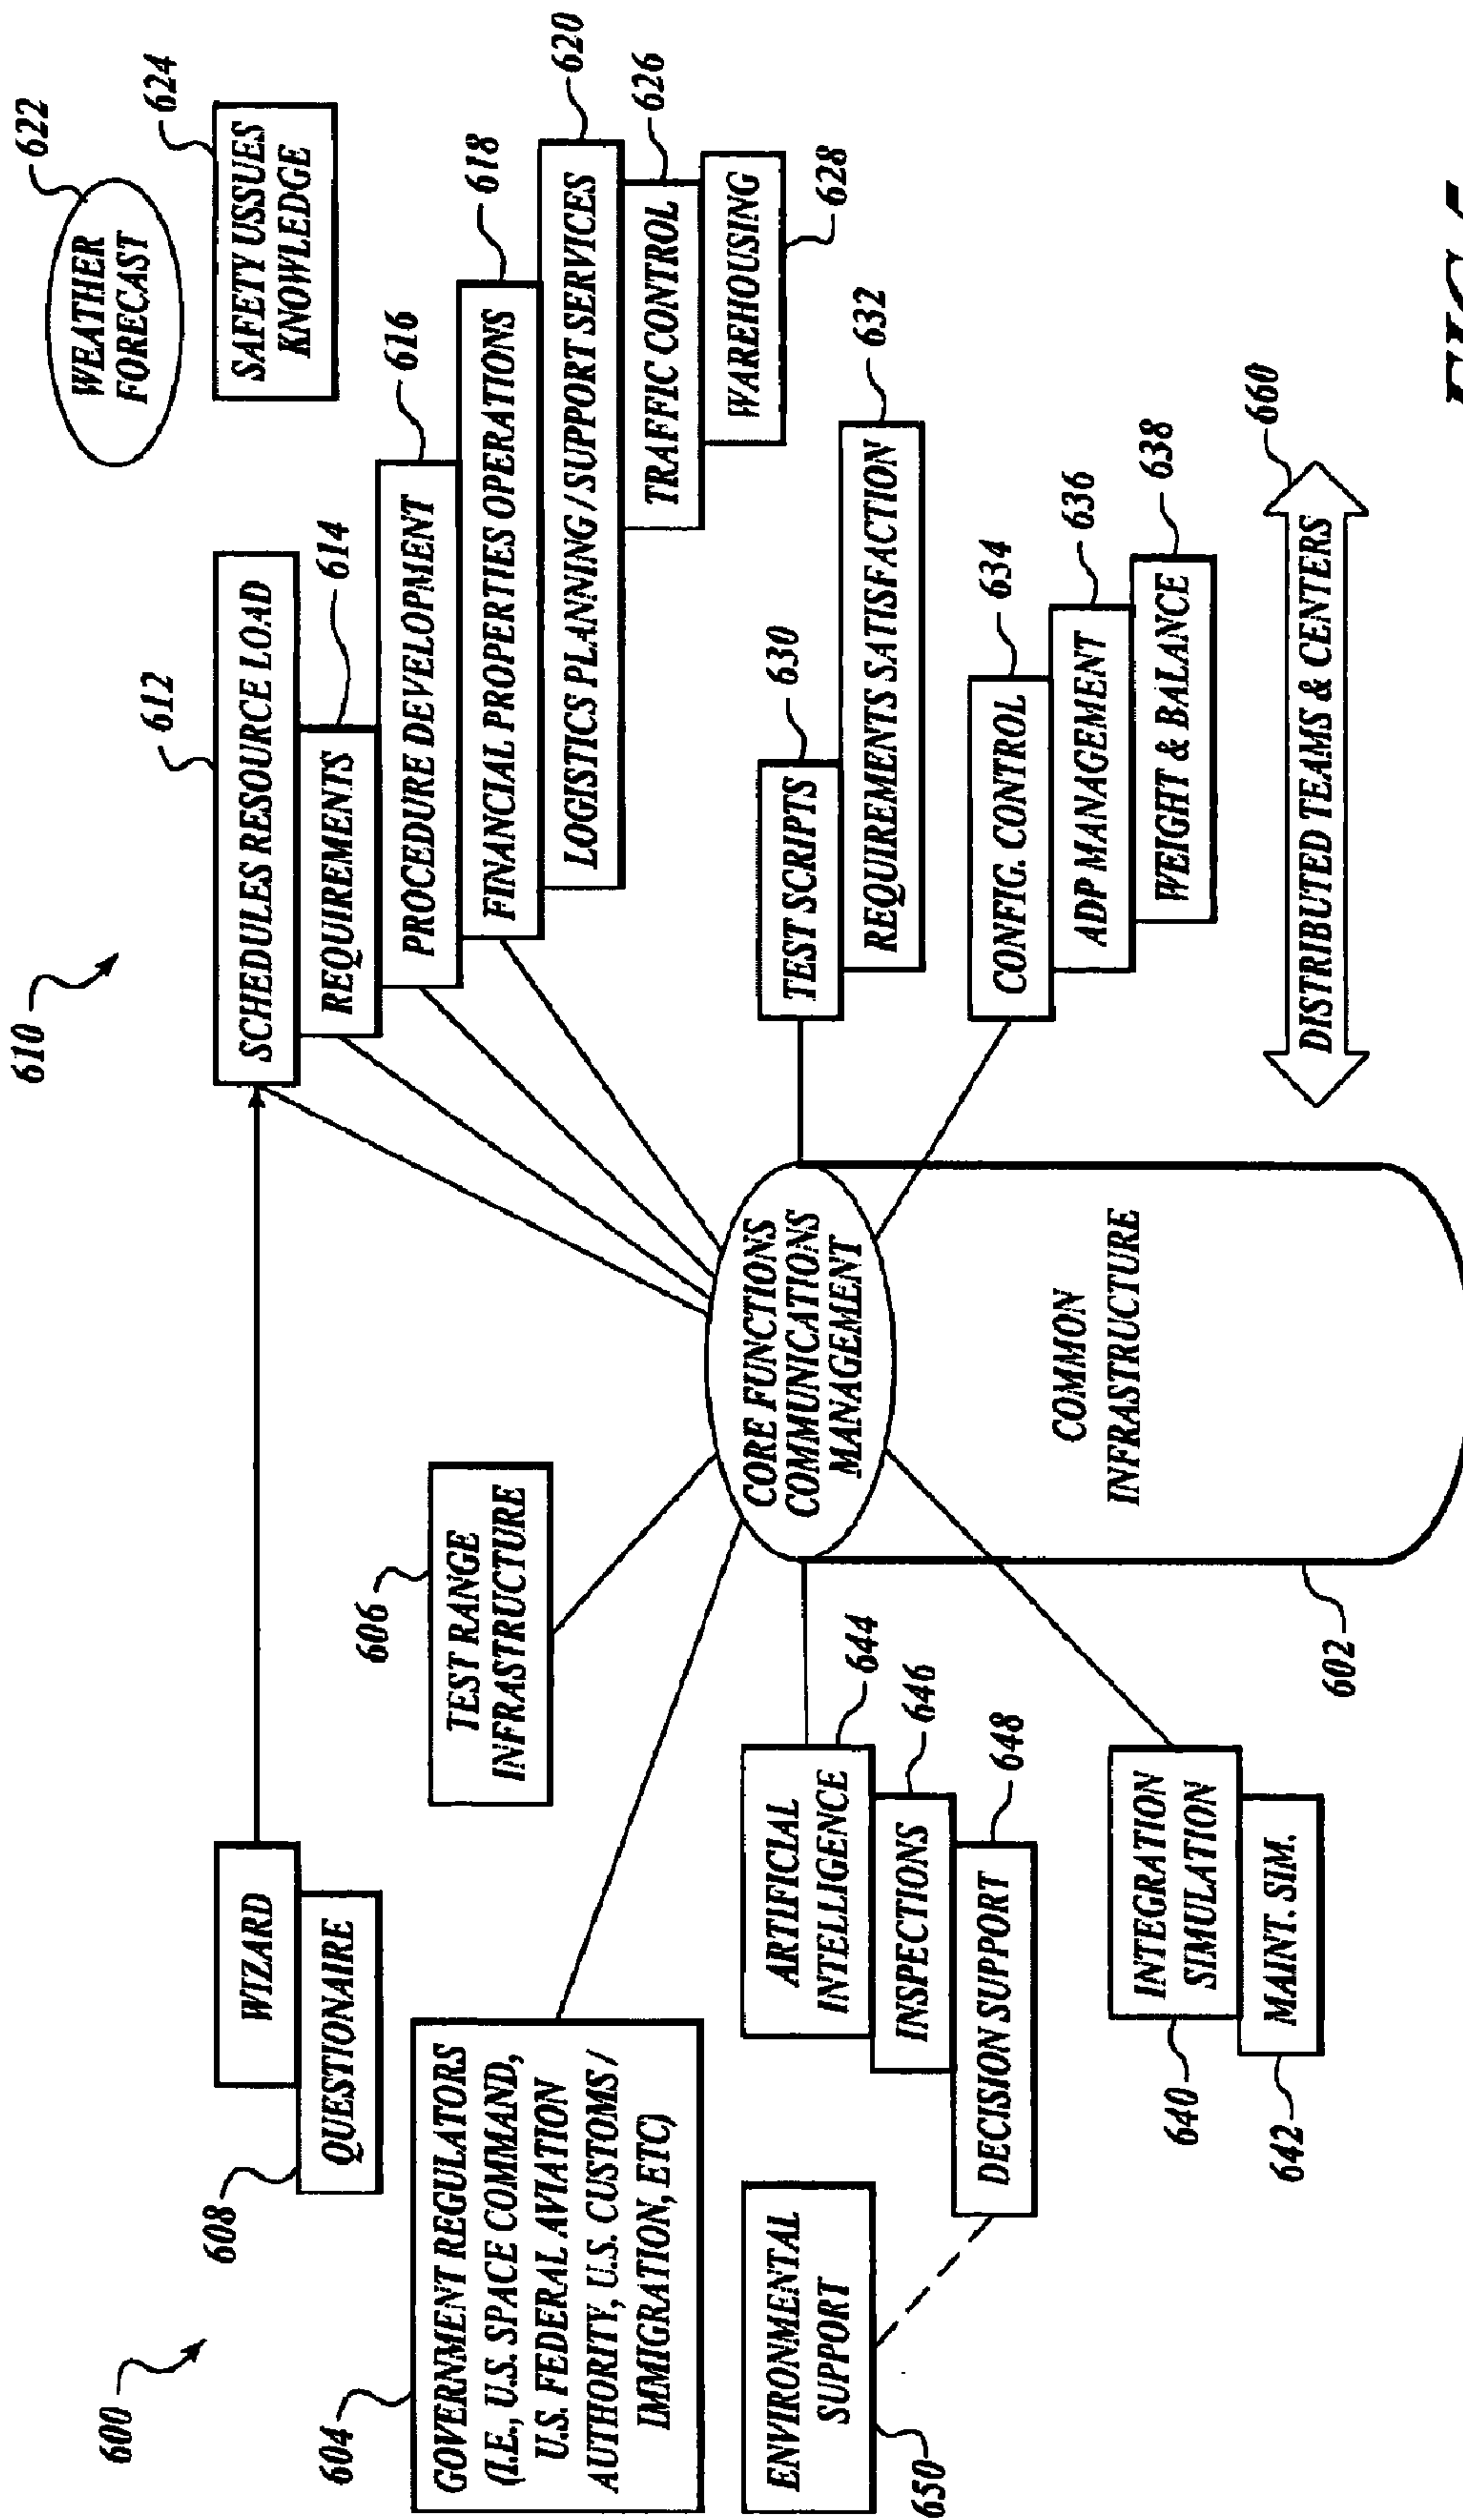 600
610
622
WEATHER
FORECAST
624
SAFETY USSUES
KNOWLEDGE
612
SCHEDULES RESOURCE LOAD
614
REQUIREMENTS
616
PROCEDURE DEVELOPMENT
618
FINANCIAL PROPERTIES OPERATIONS
620
LOGISTICS PLANNING / SUPPORT SERVICES
626
TRAFFIC CONTROL
WAREHOUSING
628
WIZARD
608
QUESTIONAIRE
606
TEST RANGE
INFRASTRUCTURE
604
GOVERNMENT REGULATORS
(I.E., U.S. SPACE COMMAND,
U.S. FEDERAL AVIATION
AUTHORITY, U.S. CUSTOMS /
IMMIGRATION, ETC)
CORE FUNCTIONS
COMMUNICATIONS
MANAGEMENT
630
TEST SCRIPTS
632
REQUIREMENTS SATISFACTION
ENVIRONMENTAL
SUPPORT
650
644
ARTIFICIAL
INTELLIGENCE
646
INSPECTIONS
648
DECISION SUPPORT
COMMON
INFRASTRUCTURE
634
CONFIG. CONTROL
636
ADP MANAGEMENT
638
WEIGHT & BALANCE
640
INTEGRATION
SIMULATION
642
MAINT. SIM.
602
660
DISTRIBUTED TEAMS & CENTERS